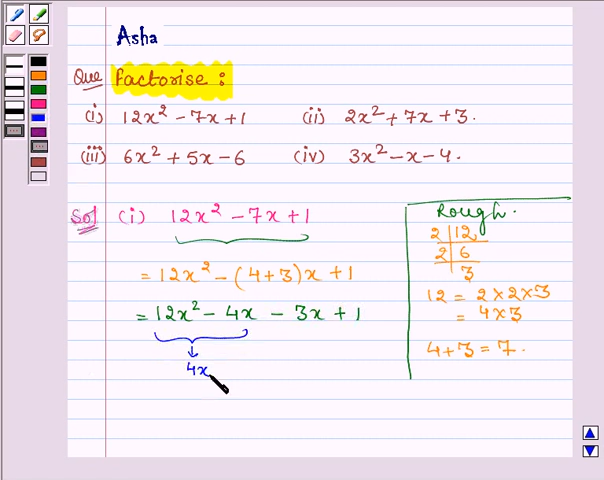 Asha
Que Factorise :
(i) 12x² - 7x + 1 (ii) 2x² + 7x + 3.
(iii) 6x² + 5x - 6 (iv) 3x² - x - 4.
Sol (i) 12x² - 7x + 1
= 12x² - (4+3)x + 1
= 12x² - 4x - 3x + 1
4x
Rough.
2 | 12
2 | 6
3
12 = 2×2×3
= 4×3
4+3 = 7.